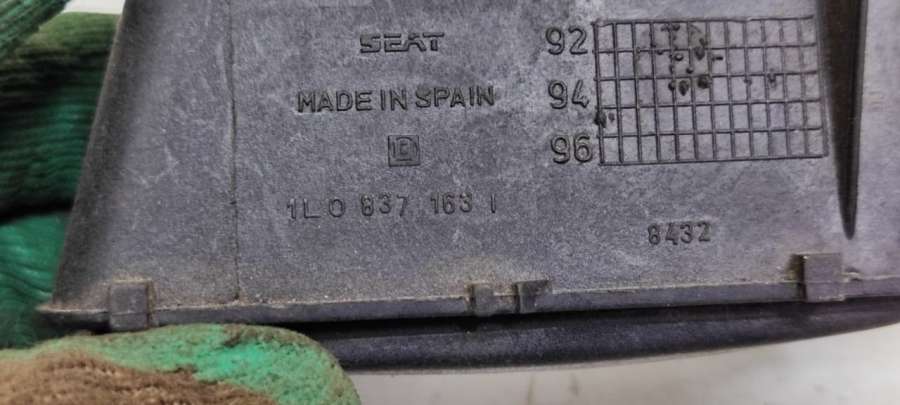 SEAT
MADE IN SPAIN
1L0 837 163 I
92
94
96
8432